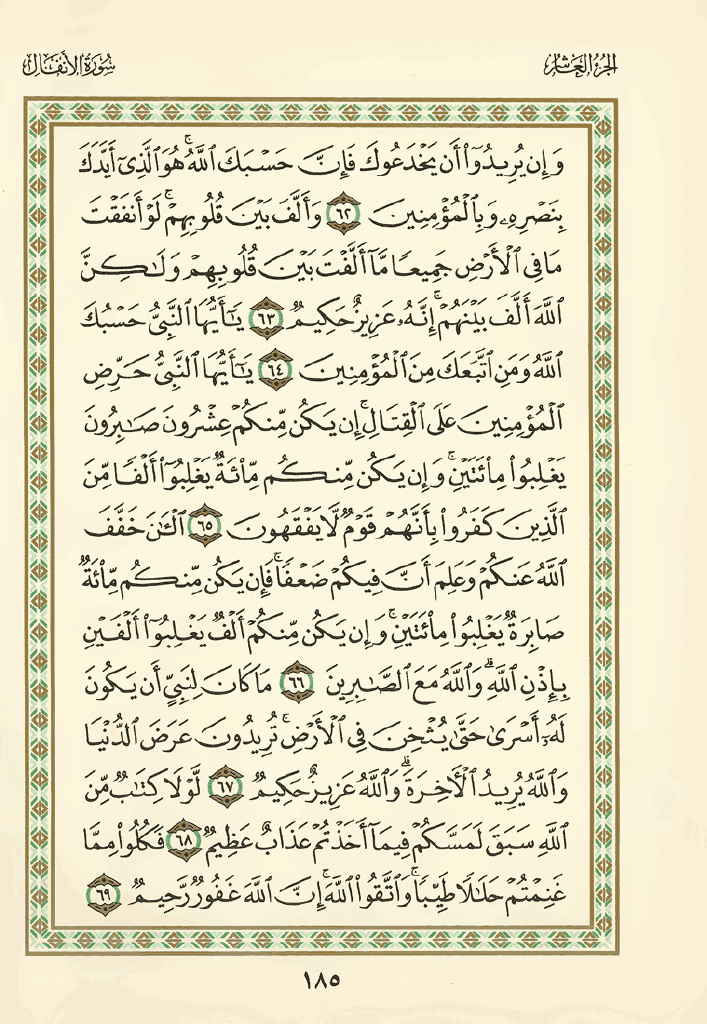 الجزء العاشر
سورة الأنفال
وَإِن يُرِيدُوٓا۟ أَن يَخْدَعُوكَ فَإِنَّ حَسْبَكَ ٱللَّهُ ۚ هُوَ ٱلَّذِىٓ أَيَّدَكَ
بِنَصْرِهِۦ وَبِٱلْمُؤْمِنِينَ ٦٢ وَأَلَّفَ بَيْنَ قُلُوبِهِمْ ۚ لَوْ أَنفَقْتَ
مَا فِى ٱلْأَرْضِ جَمِيعًا مَّآ أَلَّفْتَ بَيْنَ قُلُوبِهِمْ وَلَٰكِنَّ
ٱللَّهَ أَلَّفَ بَيْنَهُمْ ۚ إِنَّهُۥ عَزِيزٌ حَكِيمٌ ٦٣ يَٰٓأَيُّهَا ٱلنَّبِىُّ حَسْبُكَ
ٱللَّهُ وَمَنِ ٱتَّبَعَكَ مِنَ ٱلْمُؤْمِنِينَ ٦٤ يَٰٓأَيُّهَا ٱلنَّبِىُّ حَرِّضِ
ٱلْمُؤْمِنِينَ عَلَى ٱلْقِتَالِ ۚ إِن يَكُن مِّنكُمْ عِشْرُونَ صَٰبِرُونَ
يَغْلِبُوا۟ مِا۟ئَتَيْنِ ۚ وَإِن يَكُن مِّنكُم مِّا۟ئَةٌ يَغْلِبُوٓا۟ أَلْفًا مِّنَ
ٱلَّذِينَ كَفَرُوا۟ بِأَنَّهُمْ قَوْمٌ لَّا يَفْقَهُونَ ٦٥ ٱلْـَٰٔنَ خَفَّفَ
ٱللَّهُ عَنكُمْ وَعَلِمَ أَنَّ فِيكُمْ ضَعْفًا ۚ فَإِن يَكُن مِّنكُم مِّا۟ئَةٌ
صَابِرَةٌ يَغْلِبُوا۟ مِا۟ئَتَيْنِ ۚ وَإِن يَكُن مِّنكُمْ أَلْفٌ يَغْلِبُوٓا۟ أَلْفَيْنِ
بِإِذْنِ ٱللَّهِ ۗ وَٱللَّهُ مَعَ ٱلصَّٰبِرِينَ ٦٦ مَا كَانَ لِنَبِىٍّ أَن يَكُونَ
لَهُۥٓ أَسْرَىٰ حَتَّىٰ يُثْخِنَ فِى ٱلْأَرْضِ ۚ تُرِيدُونَ عَرَضَ ٱلدُّنْيَا
وَٱللَّهُ يُرِيدُ ٱلْءَاخِرَةَ ۗ وَٱللَّهُ عَزِيزٌ حَكِيمٌ ٦٧ لَّوْلَا كِتَٰبٌ مِّنَ
ٱللَّهِ سَبَقَ لَمَسَّكُمْ فِيمَآ أَخَذْتُمْ عَذَابٌ عَظِيمٌ ٦٨ فَكُلُوا۟ مِمَّا
غَنِمْتُمْ حَلَٰلًا طَيِّبًا ۚ وَٱتَّقُوا۟ ٱللَّهَ ۚ إِنَّ ٱللَّهَ غَفُورٌ رَّحِيمٌ ٦٩
١٨٥